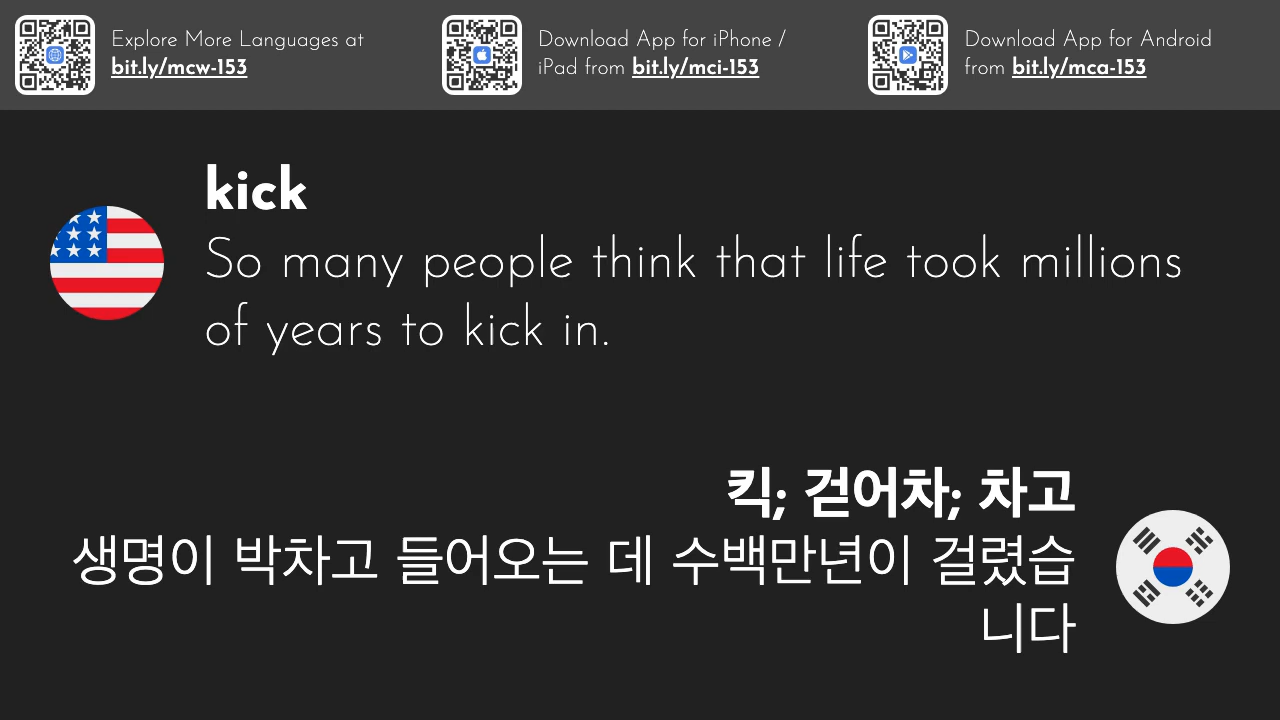 Explore More Languages at
bit.ly/mcw-153
Download App for iPhone /
iPad from bit.ly/mci-153
Download App for Android
from bit.ly/mca-153
kick
So many people think that life took millions
of years to kick in.
킥; 걷어차; 차고
생명이 박차고 들어오는 데 수백만년이 걸렸습
니다